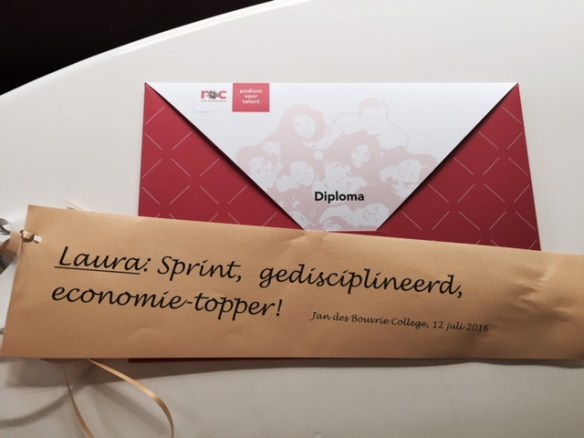 roc
podium
voor
talent
Diploma
Laura: Sprint, gedisciplineerd,
economie-topper!
Jan des Bouvrie College, 12 juli 2016